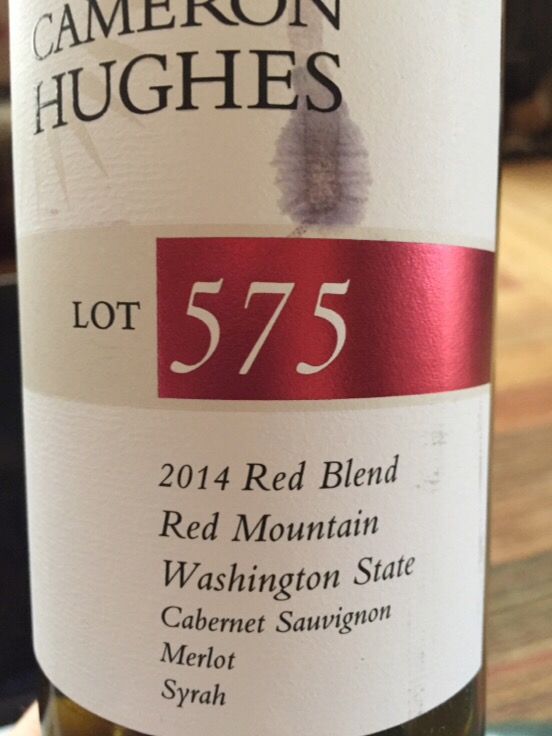 CAMERON
HUGHES
LOT 575
2014 Red Blend
Red Mountain
Washington State
Cabernet Sauvignon
Merlot
Syrah